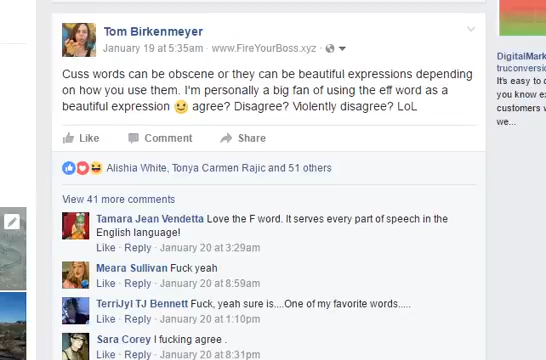 Tom Birkenmeyer
January 19 at 5:35am · www.FireYourBoss.xyz ·
Cuss words can be obscene or they can be beautiful expressions depending
on how you use them. I'm personally a big fan of using the eff word as a
beautiful expression 😉 agree? Disagree? Violently disagree? LoL
Like Comment Share
Alishia White, Tonya Carmen Rajic and 51 others
View 41 more comments
Tamara Jean Vendetta Love the F word. It serves every part of speech in the
English language!
Like · Reply · January 20 at 3:29am
Meara Sullivan Fuck yeah
Like · Reply · January 20 at 8:59am
TerriJyl TJ Bennett Fuck, yeah sure is....One of my favorite words.....
Like · Reply · January 20 at 1:10pm
Sara Corey I fucking agree .
Like · Reply · January 20 at 8:31pm
DigitalMark
truconversio
It's easy to
you know ex
customers w
we...